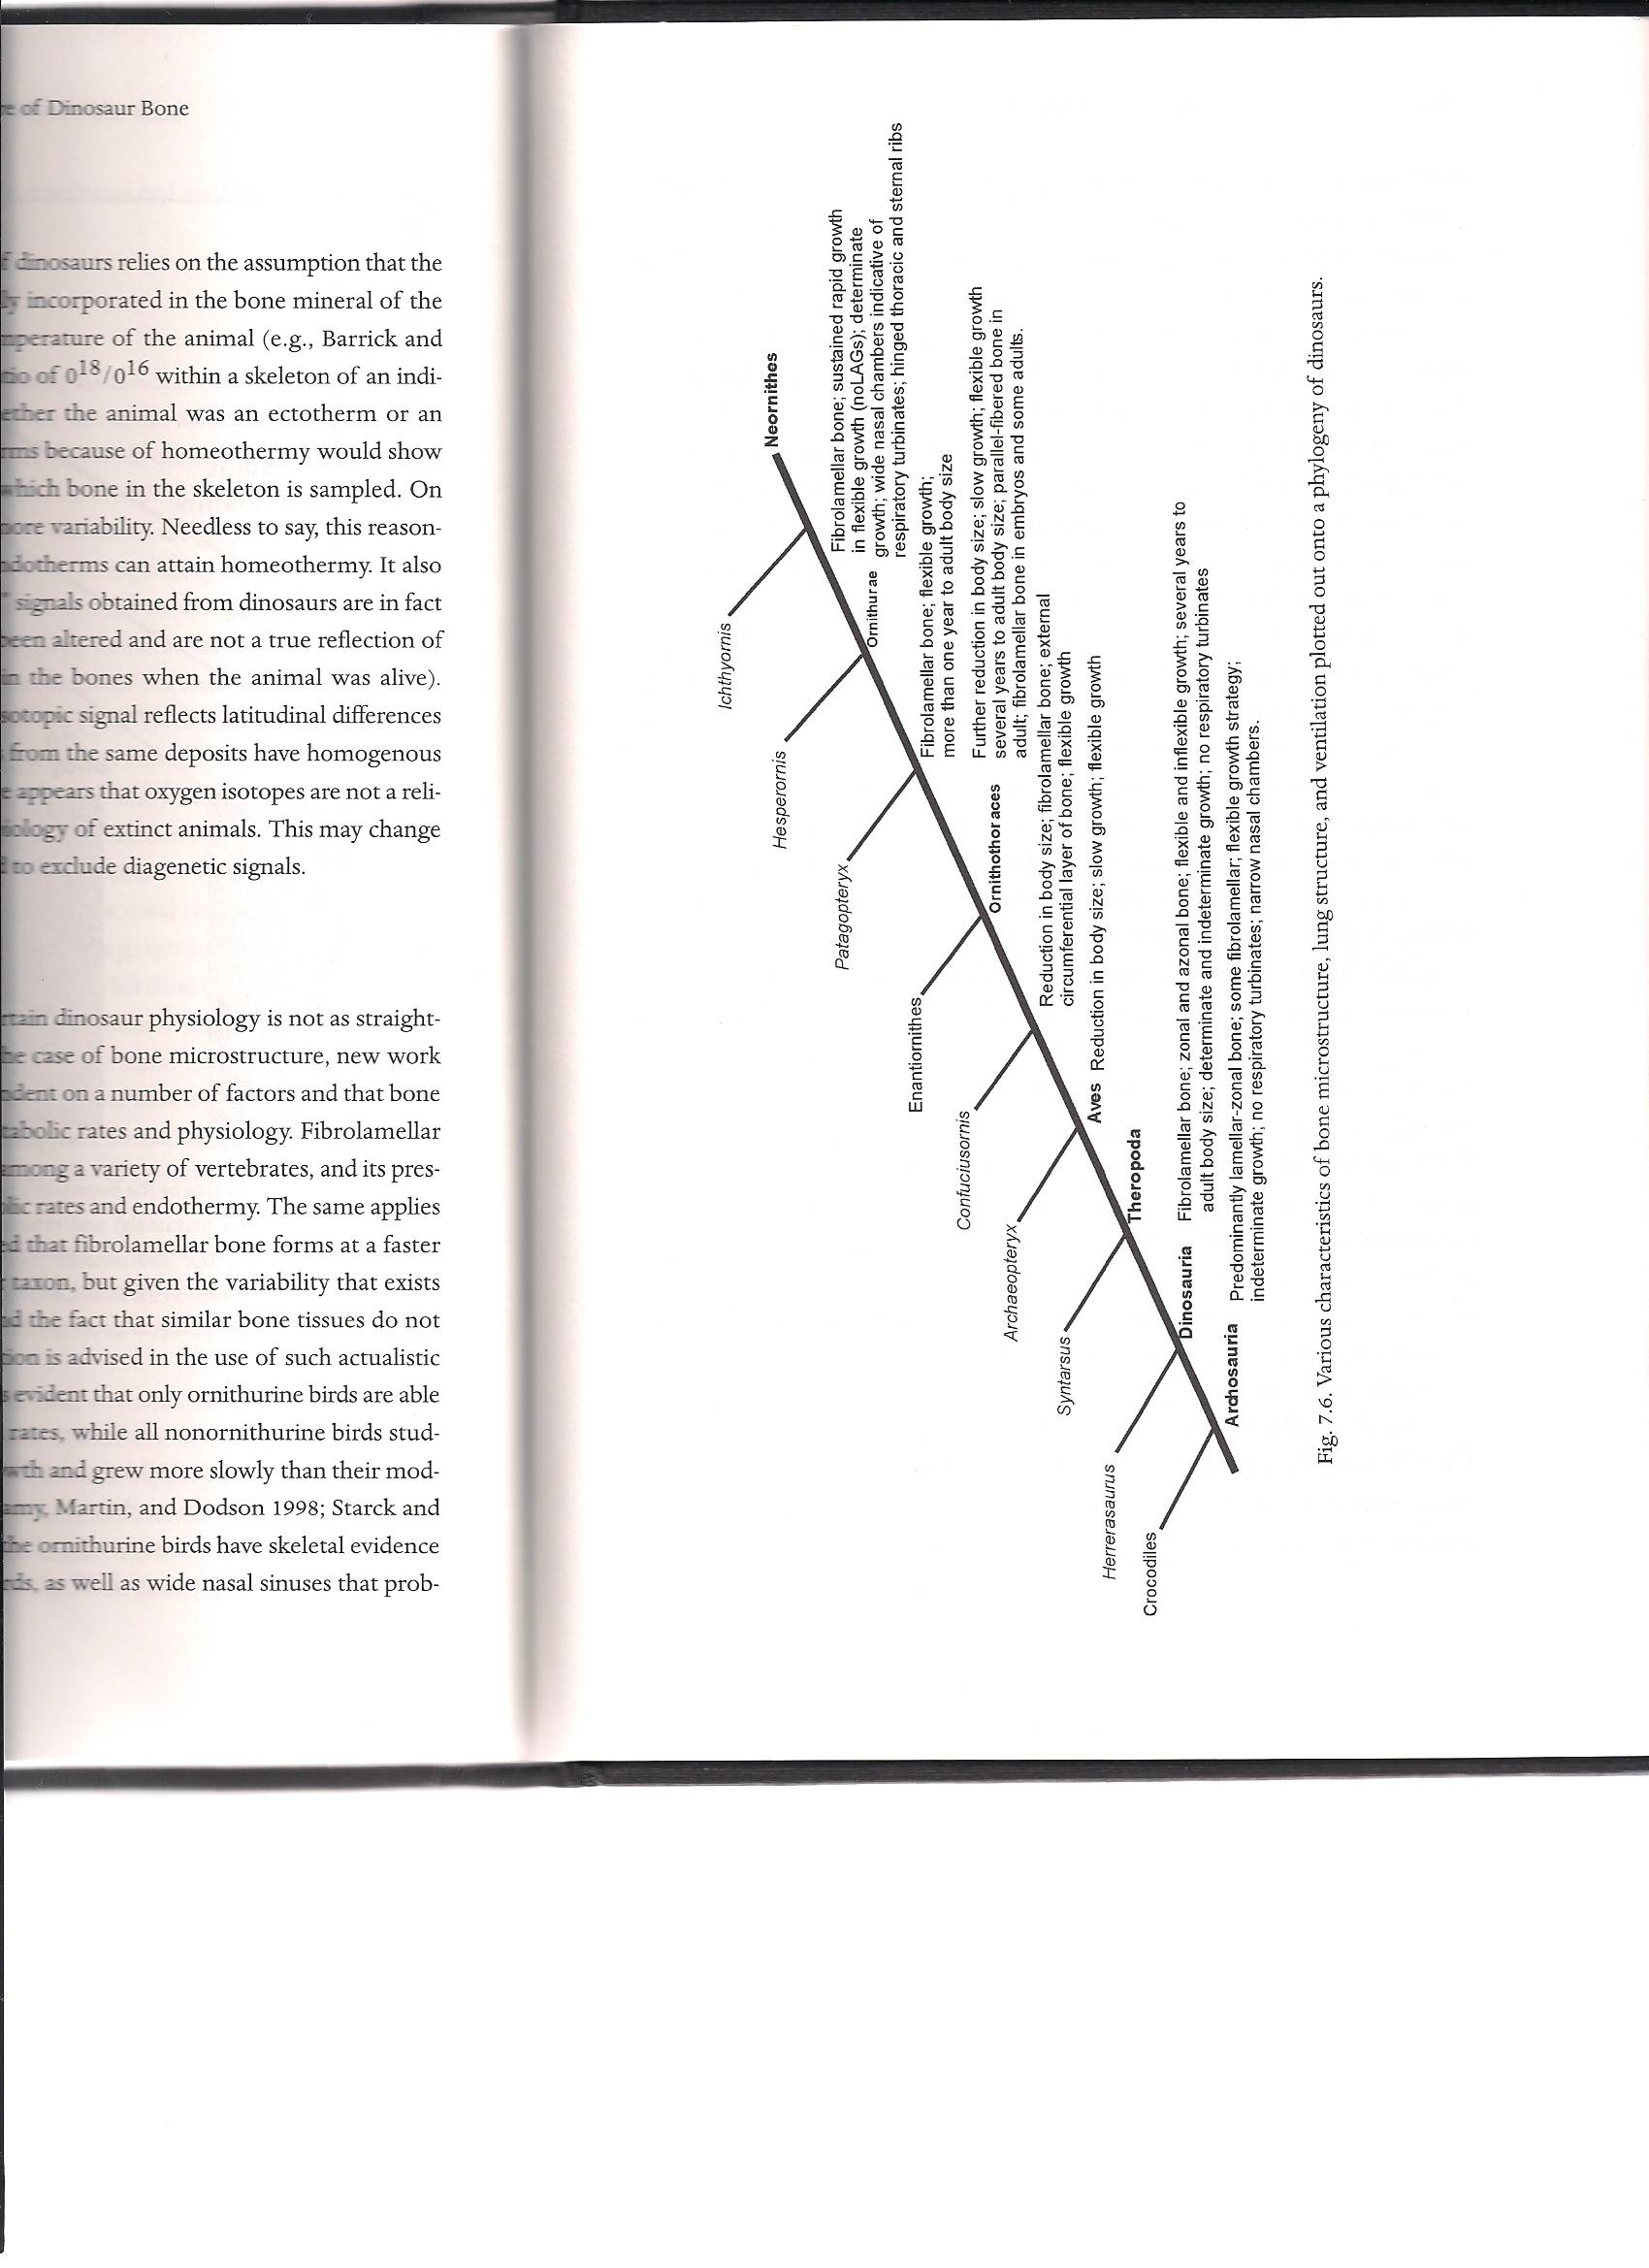 of Dinosaur Bone
dinosaurs relies on the assumption that the
incorporated in the bone mineral of the
of the animal (e.g., Barrick and
of 0¹⁸/0¹⁶ within a skeleton of an indi-
the animal was an ectotherm or an
because of homeothermy would show
which bone in the skeleton is sampled. On
variability. Needless to say, this reason-
can attain homeothermy. It also
signals obtained from dinosaurs are in fact
been altered and are not a true reflection of
in the bones when the animal was alive).
signal reflects latitudinal differences
from the same deposits have homogenous
appears that oxygen isotopes are not a reli-
of extinct animals. This may change
to exclude diagenetic signals.
dinosaur physiology is not as straight-
case of bone microstructure, new work
on a number of factors and that bone
rates and physiology. Fibrolamellar
a variety of vertebrates, and its pres-
rates and endothermy. The same applies
that fibrolamellar bone forms at a faster
taxon, but given the variability that exists
the fact that similar bone tissues do not
is advised in the use of such actualistic
evident that only ornithurine birds are able
rates, while all nonornithurine birds stud-
and grew more slowly than their mod-
Martin, and Dodson 1998; Starck and
the ornithurine birds have skeletal evidence
as well as wide nasal sinuses that prob-
Ichthyornis
Neornithes
Hesperornis
Patagopteryx
Enantiornithes
Confuciusornis
Archaeopteryx
Syntarsus
Herrerasaurus
Crocodiles
Ornithurae
Fibrolamellar bone; sustained rapid growth
in flexible growth (noLAGs); determinate
growth; wide nasal chambers indicative of
respiratory turbinates; hinged thoracic and sternal ribs
Fibrolamellar bone; flexible growth;
more than one year to adult body size
Ornithothoraces
Further reduction in body size; slow growth; flexible growth
several years to adult body size; parallel-fibered bone in
adult; fibrolamellar bone in embryos and some adults.
Reduction in body size; fibrolamellar bone; external
circumferential layer of bone; flexible growth
Aves Reduction in body size; slow growth; flexible growth
Theropoda
Dinosauria Fibrolamellar bone; zonal and azonal bone; flexible and inflexible growth; several years to
adult body size; determinate and indeterminate growth; no respiratory turbinates
Archosauria Predominantly lamellar-zonal bone; some fibrolamellar; flexible growth strategy;
indeterminate growth; no respiratory turbinates; narrow nasal chambers.
Fig. 7.6. Various characteristics of bone microstructure, lung structure, and ventilation plotted out onto a phylogeny of dinosaurs.